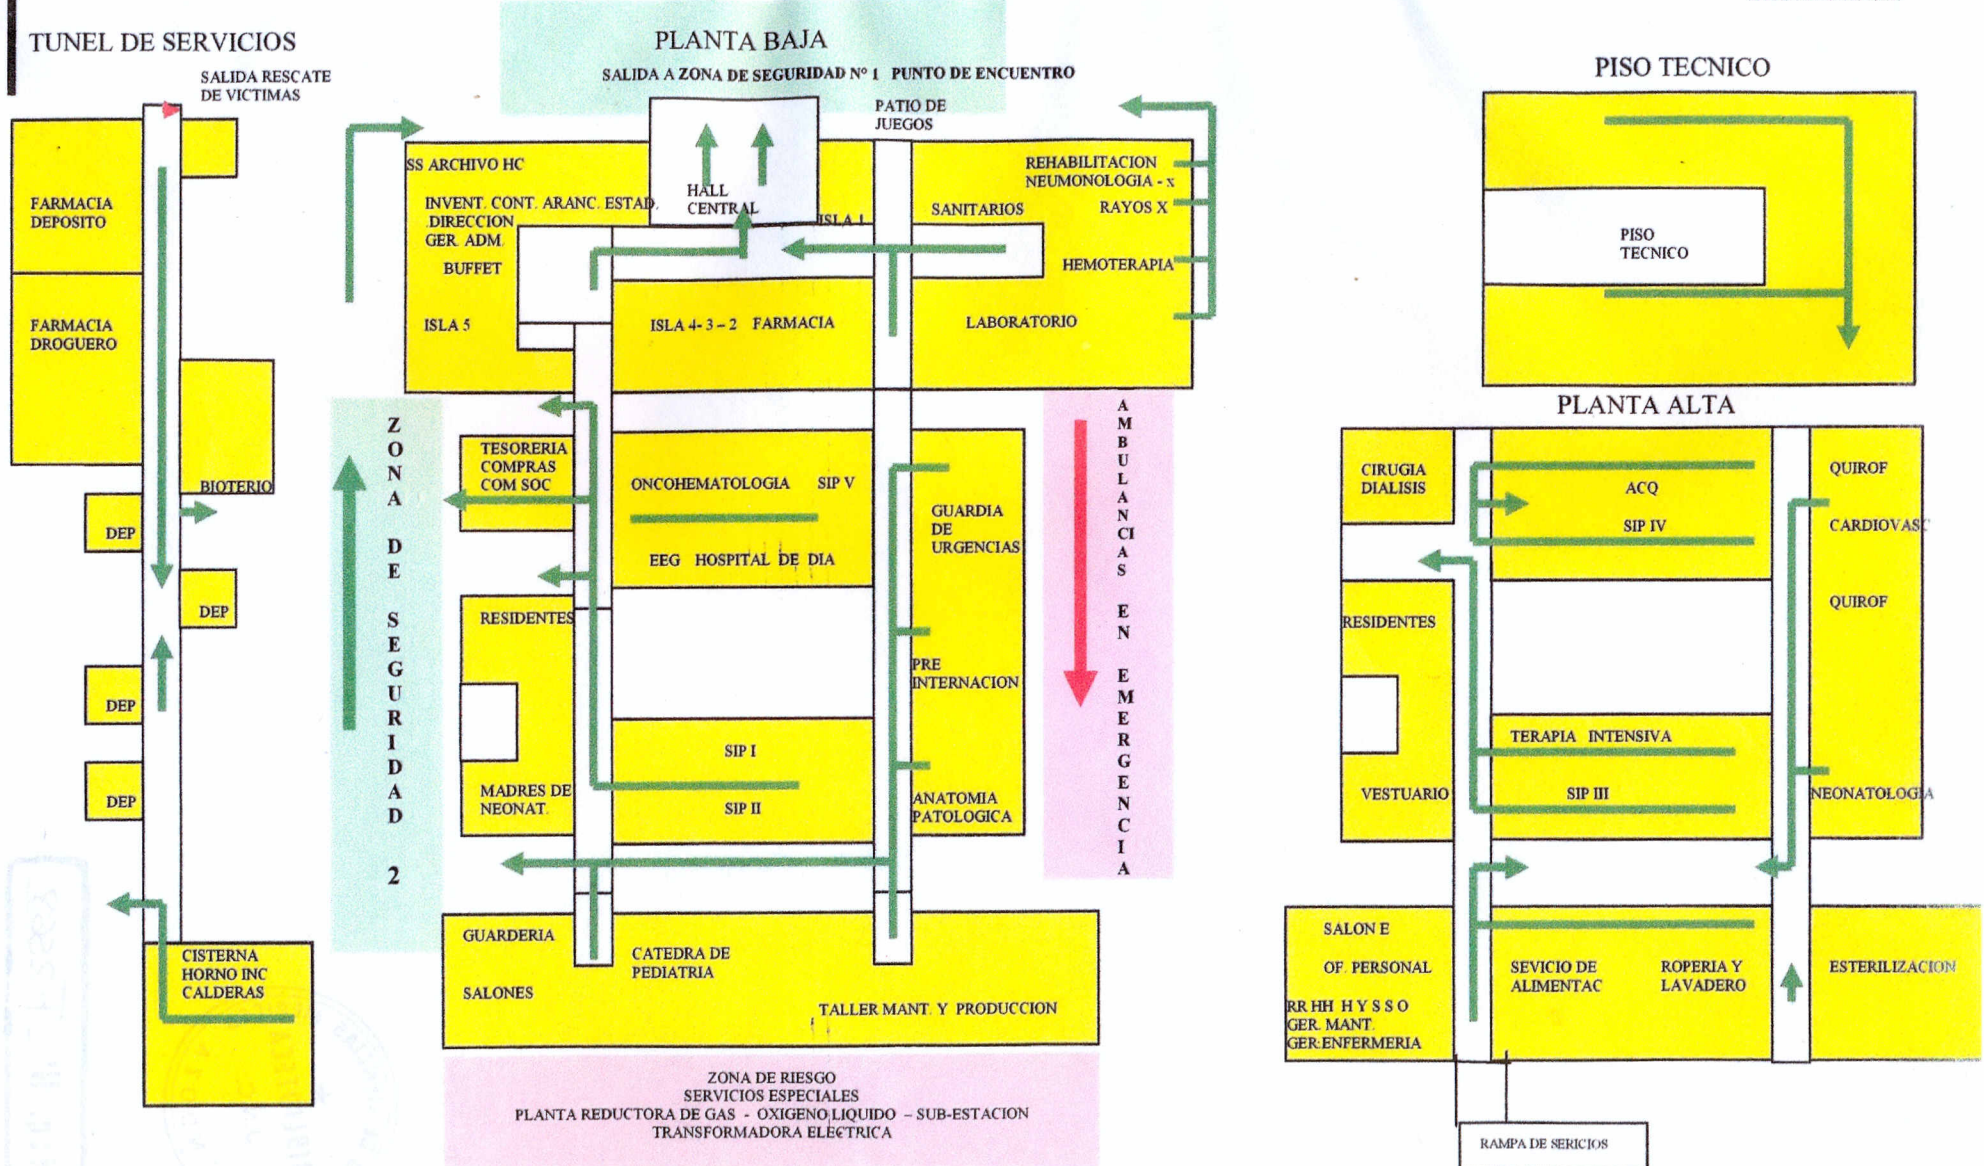 TUNEL DE SERVICIOS
SALIDA RESCATE
DE VICTIMAS
FARMACIA
DEPOSITO
FARMACIA
DROGUERO
BIOTERIO
DEP
DEP
DEP
DEP
CISTERNA
HORNO INC
CALDERAS
PLANTA BAJA
SALIDA A ZONA DE SEGURIDAD Nº 1 PUNTO DE ENCUENTRO
PATIO DE
JUEGOS
SS ARCHIVO HC
INVENT. CONT. ARANC. ESTAD.
DIRECCION
GER. ADM.
BUFFET
ISLA 5
HALL
CENTRAL
ISLA 1
SANITARIOS
REHABILITACION
NEUMONOLOGIA - x
RAYOS X
HEMOTERAPIA
ISLA 4- 3 – 2 FARMACIA
LABORATORIO
ZONA DE SEGURIDAD 2
TESORERIA
COMPRAS
COM SOC
ONCOHEMATOLOGIA SIP V
EEG HOSPITAL DE DIA
GUARDIA
DE
URGENCIAS
AMBULANCIAS EN EMERGENCIA
RESIDENTES
PRE
INTERNACION
SIP I
SIP II
MADRES DE
NEONAT.
ANATOMIA
PATOLOGICA
GUARDERIA
SALONES
CATEDRA DE
PEDIATRIA
TALLER MANT. Y PRODUCCION
ZONA DE RIESGO
SERVICIOS ESPECIALES
PLANTA REDUCTORA DE GAS - OXIGENO LIQUIDO – SUB-ESTACION
TRANSFORMADORA ELECTRICA
PISO TECNICO
PISO
TECNICO
PLANTA ALTA
CIRUGIA
DIALISIS
ACQ
SIP IV
QUIROF
CARDIOVASC
QUIROF
RESIDENTES
TERAPIA INTENSIVA
VESTUARIO
SIP III
NEONATOLOGIA
SALON E
OF. PERSONAL
RR HH H Y S S O
GER. MANT.
GER.ENFERMERIA
SEVICIO DE
ALIMENTAC
ROPERIA Y
LAVADERO
ESTERILIZACION
RAMPA DE SERICIOS